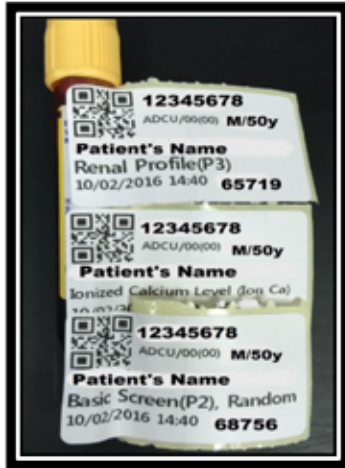 12345678
ADCU/00(00) M/50y
Patient's Name
Renal Profile(P3)
10/02/2016 14:40 65719
12345678
ADCU/00(00) M/50y
Patient's Name
Ionized Calcium Level (Ion Ca)
12345678
ADCU/00(00) M/50y
Patient's Name
Basic Screen(P2), Random
10/02/2016 14:40 68756